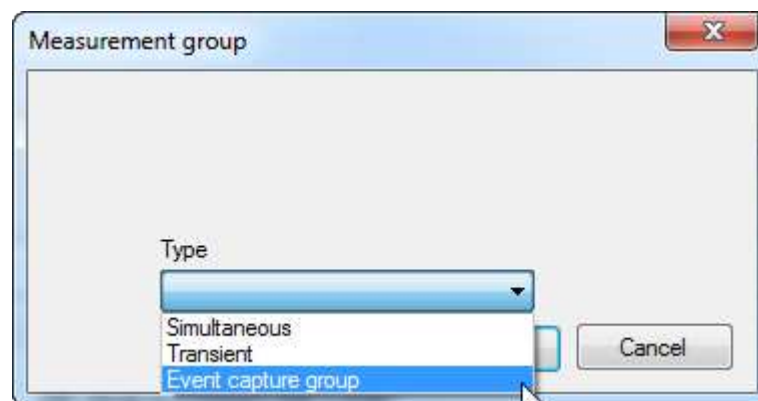 Measurement group
Type
Simultaneous
Transient
Cancel
Event capture group